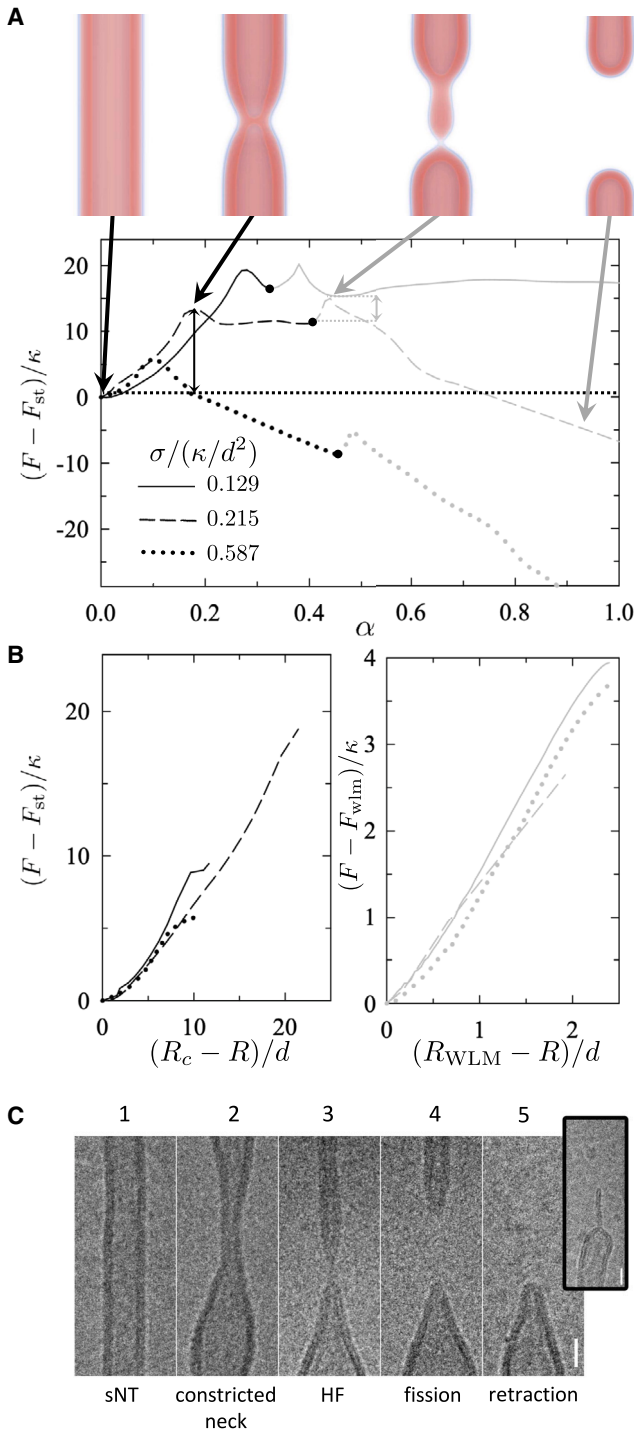 A
(F − F_st)/κ
20
10
0
-10
-20
σ/(κ/d²)
0.129
0.215
0.587
0.0 0.2 0.4 0.6 0.8 1.0
α
B
(F − F_st)/κ
20
10
0
0 10 20
(R_c − R)/d
(F − F_wlm)/κ
4
3
2
1
0
0 1 2
(R_WLM − R)/d
C
1 2 3 4 5
sNT constricted neck HF fission retraction